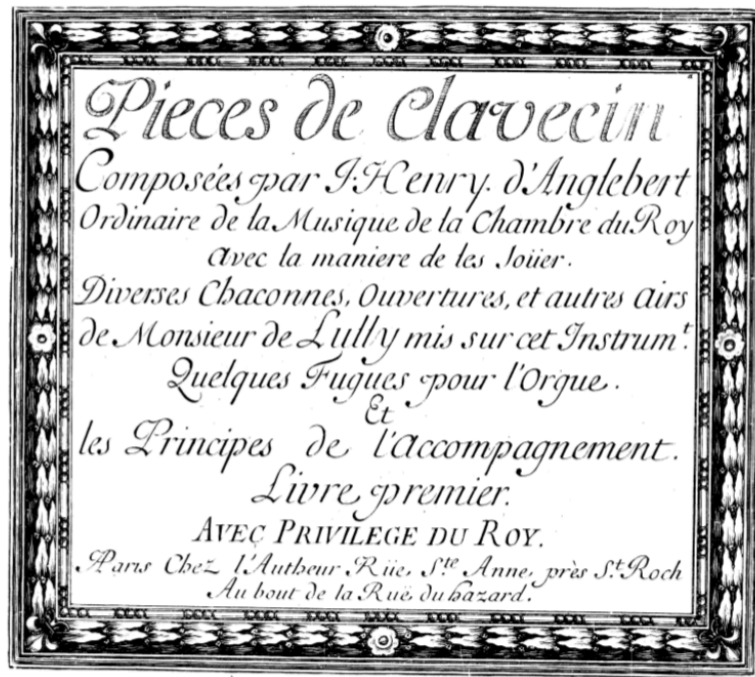 Pieces de Clavecin
Composées par J. Henry. d'Anglebert
Ordinaire de la Musique de la Chambre du Roy
avec la maniere de les Joüer.
Diverses Chaconnes, Ouvertures, et autres Airs
de Monsieur de Lully mis sur cet Instrumt.
Quelques Fugues pour l'Orgue.
Et
les Principes de l'Accompagnement.
Livre premier.
AVEC PRIVILEGE DU ROY.
Paris Chez l'Autheur Rüe, Ste Anne, près St. Roch
Au bout de la Ruë du hazard.